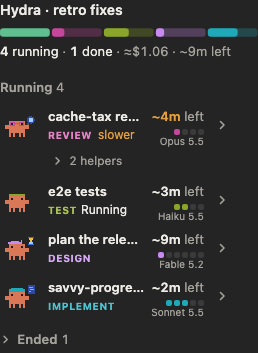 Hydra · retro fixes
4 running · 1 done · ≈$1.06 · ~9m left
Running 4
cache-tax re... ~4m left
REVIEW slower
Opus 5.5
2 helpers
e2e tests ~3m left
TEST Running
Haiku 5.5
plan the rele... ~9m left
DESIGN
Fable 5.2
savvy-progre... ~2m left
IMPLEMENT
Sonnet 5.5
Ended 1